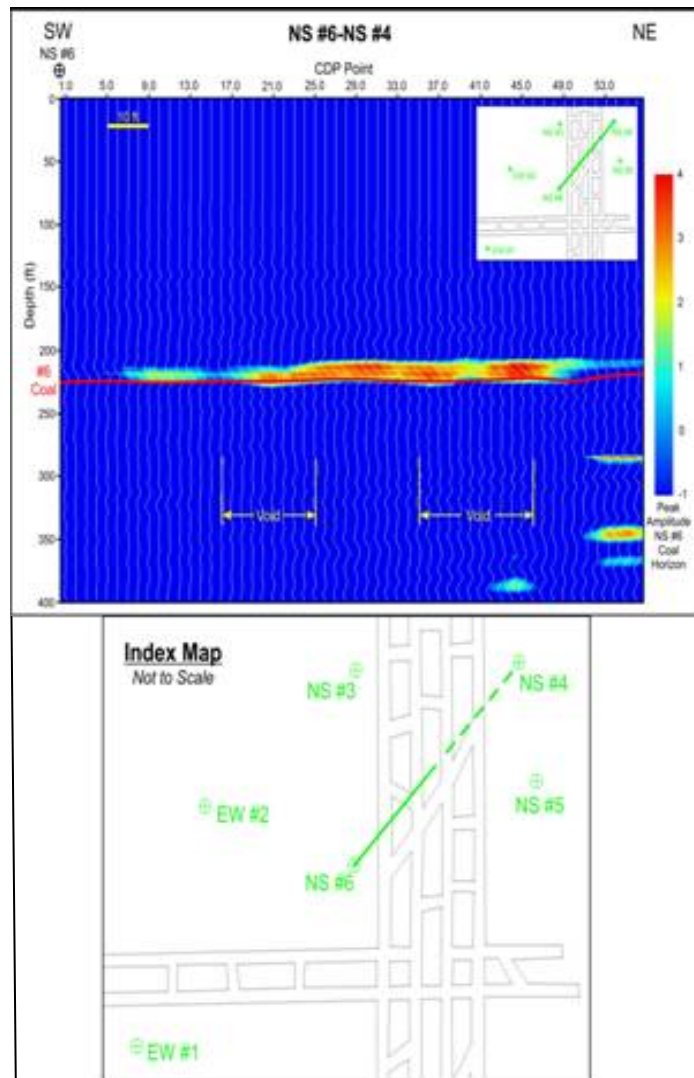 SW
NS #6-NS #4
NE
NS #6
CDP Point
1.0 5.0 9.0 13.0 17.0 21.0 25.0 29.0 33.0 37.0 41.0 45.0 49.0 53.0
0
10 ft
50
100
150
200
250
300
350
400
Depth (ft)
#6
Coal
Void
Void
4
3
2
1
0
-1
Peak
Amplitude
NS #6
Coal
Horizon
Index Map
Not to Scale
NS #3
NS #4
EW #2
NS #5
NS #6
EW #1